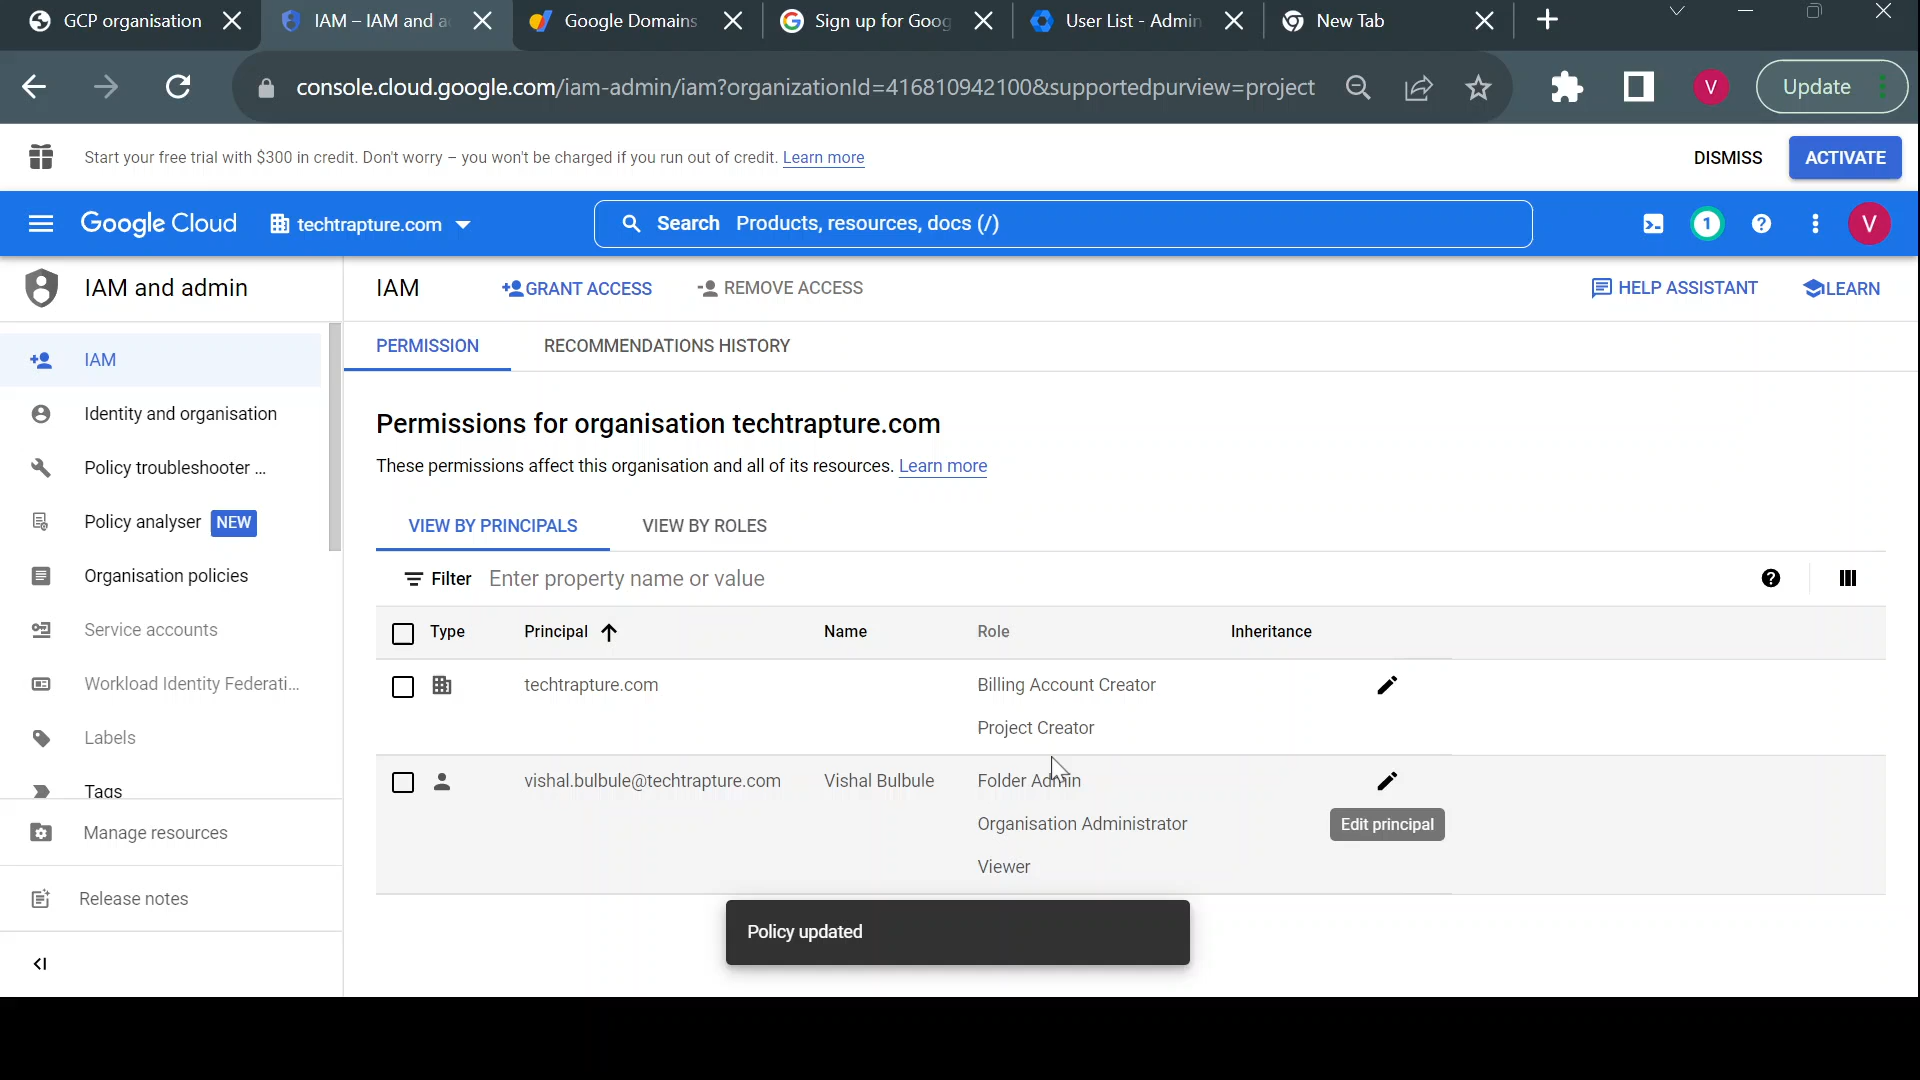 GCP organisation
IAM – IAM and a
Google Domains
Sign up for Goog
User List - Admin
New Tab
console.cloud.google.com/iam-admin/iam?organizationId=416810942100&supportedpurview=project
V
Update
Start your free trial with $300 in credit. Don't worry – you won't be charged if you run out of credit. Learn more
DISMISS
ACTIVATE
Google Cloud
techtrapture.com
Search Products, resources, docs (/)
1
V
IAM and admin
IAM
GRANT ACCESS
REMOVE ACCESS
HELP ASSISTANT
LEARN
IAM
Identity and organisation
Policy troubleshooter ...
Policy analyser NEW
Organisation policies
Service accounts
Workload Identity Federati...
Labels
Tags
Manage resources
Release notes
PERMISSION
RECOMMENDATIONS HISTORY
Permissions for organisation techtrapture.com
These permissions affect this organisation and all of its resources. Learn more
VIEW BY PRINCIPALS
VIEW BY ROLES
Filter Enter property name or value
Type Principal Name Role Inheritance
techtrapture.com Billing Account Creator
Project Creator
vishal.bulbule@techtrapture.com Vishal Bulbule Folder Admin
Organisation Administrator
Edit principal
Viewer
Policy updated